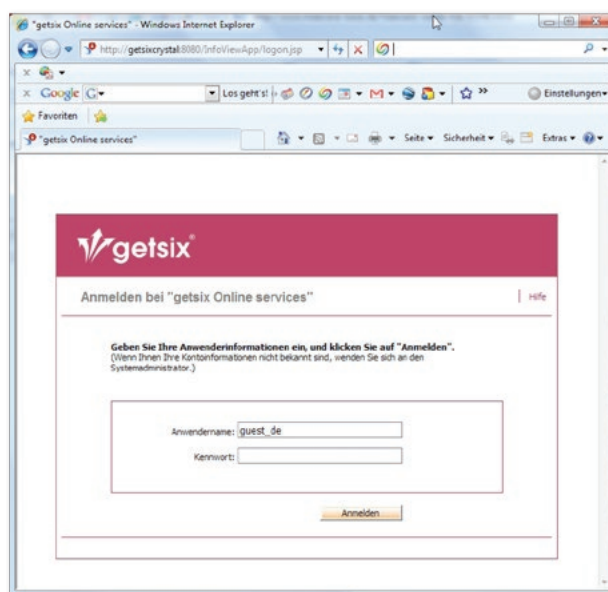 "getsix Online services" - Windows Internet Explorer
http://getsixcrystal:8080/InfoViewApp/logon.jsp
Google
Los geht's!
Einstellungen
Favoriten
"getsix Online services"
Seite Sicherheit Extras
getsix®
Anmelden bei "getsix Online services"
Hilfe
Geben Sie Ihre Anwenderinformationen ein, und klicken Sie auf "Anmelden".
(Wenn Ihnen Ihre Kontoinformationen nicht bekannt sind, wenden Sie sich an den
Systemadministrator.)
Anwendername: guest_de
Kennwort:
Anmelden